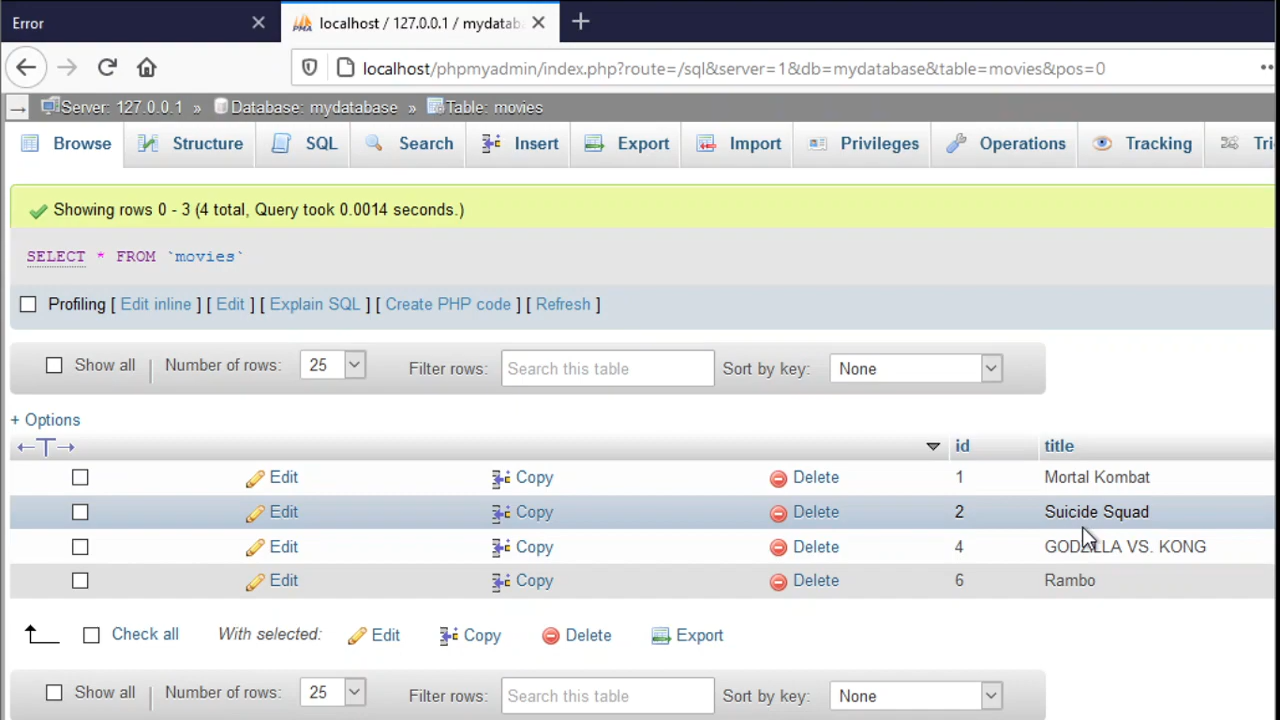 Error
localhost / 127.0.0.1 / mydatab
localhost/phpmyadmin/index.php?route=/sql&server=1&db=mydatabase&table=movies&pos=0
Server: 127.0.0.1 » Database: mydatabase » Table: movies
Browse Structure SQL Search Insert Export Import Privileges Operations Tracking Tri
Showing rows 0 - 3 (4 total, Query took 0.0014 seconds.)
SELECT * FROM `movies`
Profiling [ Edit inline ] [ Edit ] [ Explain SQL ] [ Create PHP code ] [ Refresh ]
Show all | Number of rows: 25 Filter rows: Search this table Sort by key: None
+ Options
id title
Edit Copy Delete 1 Mortal Kombat
Edit Copy Delete 2 Suicide Squad
Edit Copy Delete 4 GODZILLA VS. KONG
Edit Copy Delete 6 Rambo
Check all With selected: Edit Copy Delete Export
Show all | Number of rows: 25 Filter rows: Search this table Sort by key: None